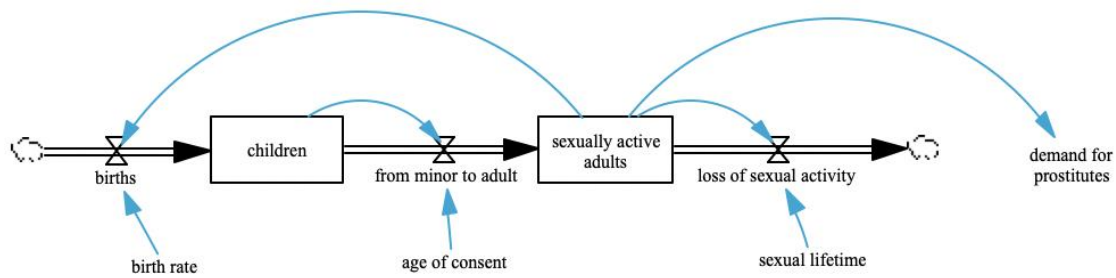 children
sexually active
adults
births
from minor to adult
loss of sexual activity
demand for
prostitutes
birth rate
age of consent
sexual lifetime